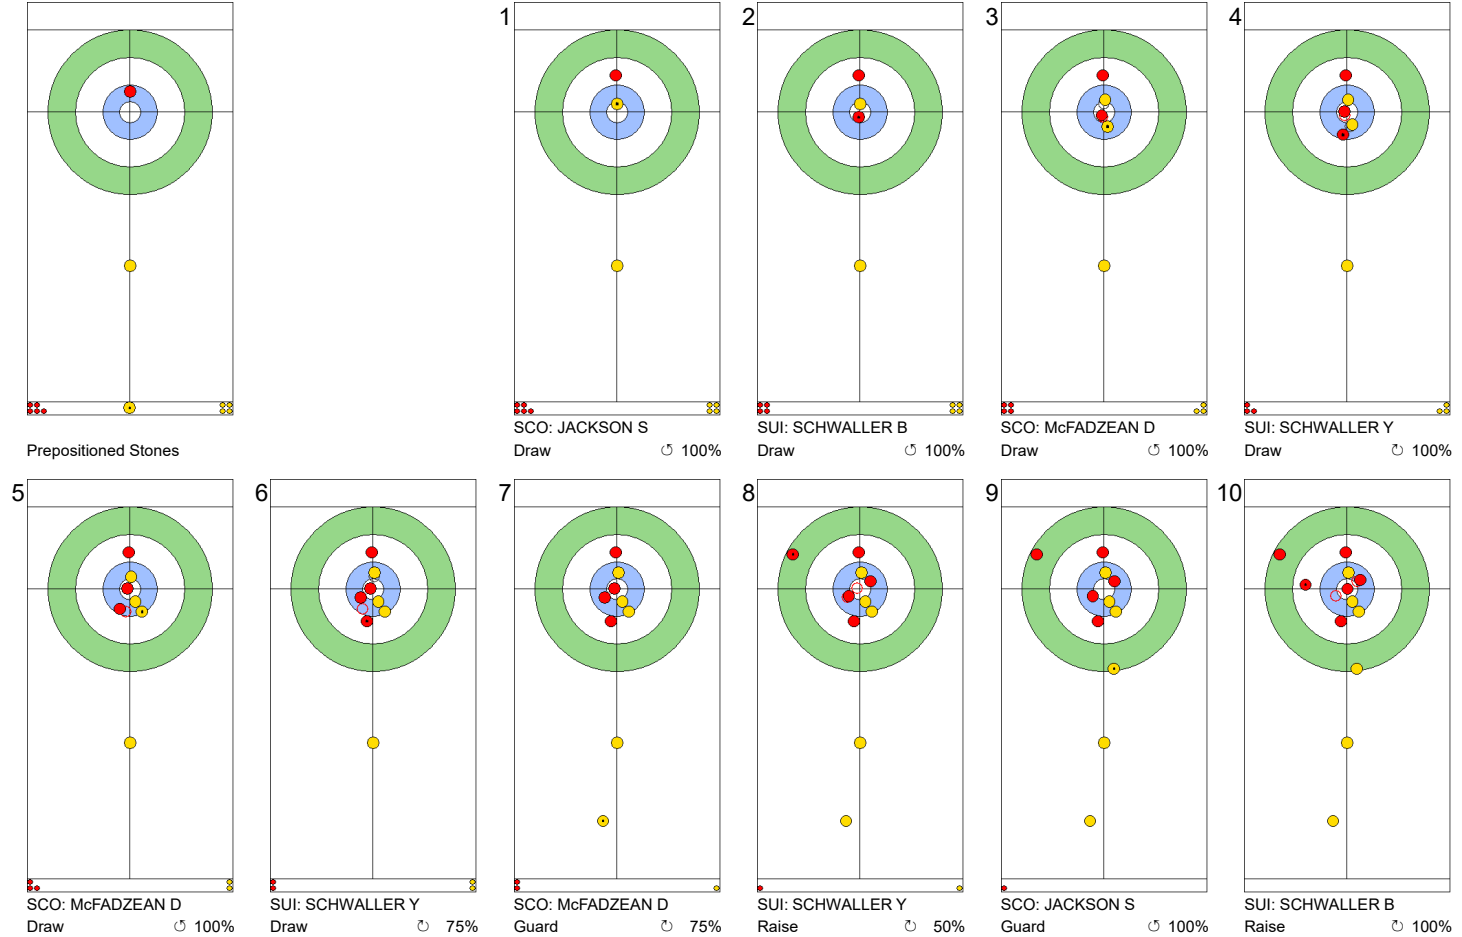 1
2
3
4
SCO: JACKSON S
SUI: SCHWALLER B
SCO: McFADZEAN D
SUI: SCHWALLER Y
Prepositioned Stones
Draw ↺ 100%
Draw ↺ 100%
Draw ↺ 100%
Draw ↻ 100%
5
6
7
8
9
10
SCO: McFADZEAN D
SUI: SCHWALLER Y
SCO: McFADZEAN D
SUI: SCHWALLER Y
SCO: JACKSON S
SUI: SCHWALLER B
Draw ↺ 100%
Draw ↻ 75%
Guard ↻ 75%
Raise ↻ 50%
Guard ↺ 100%
Raise ↻ 100%